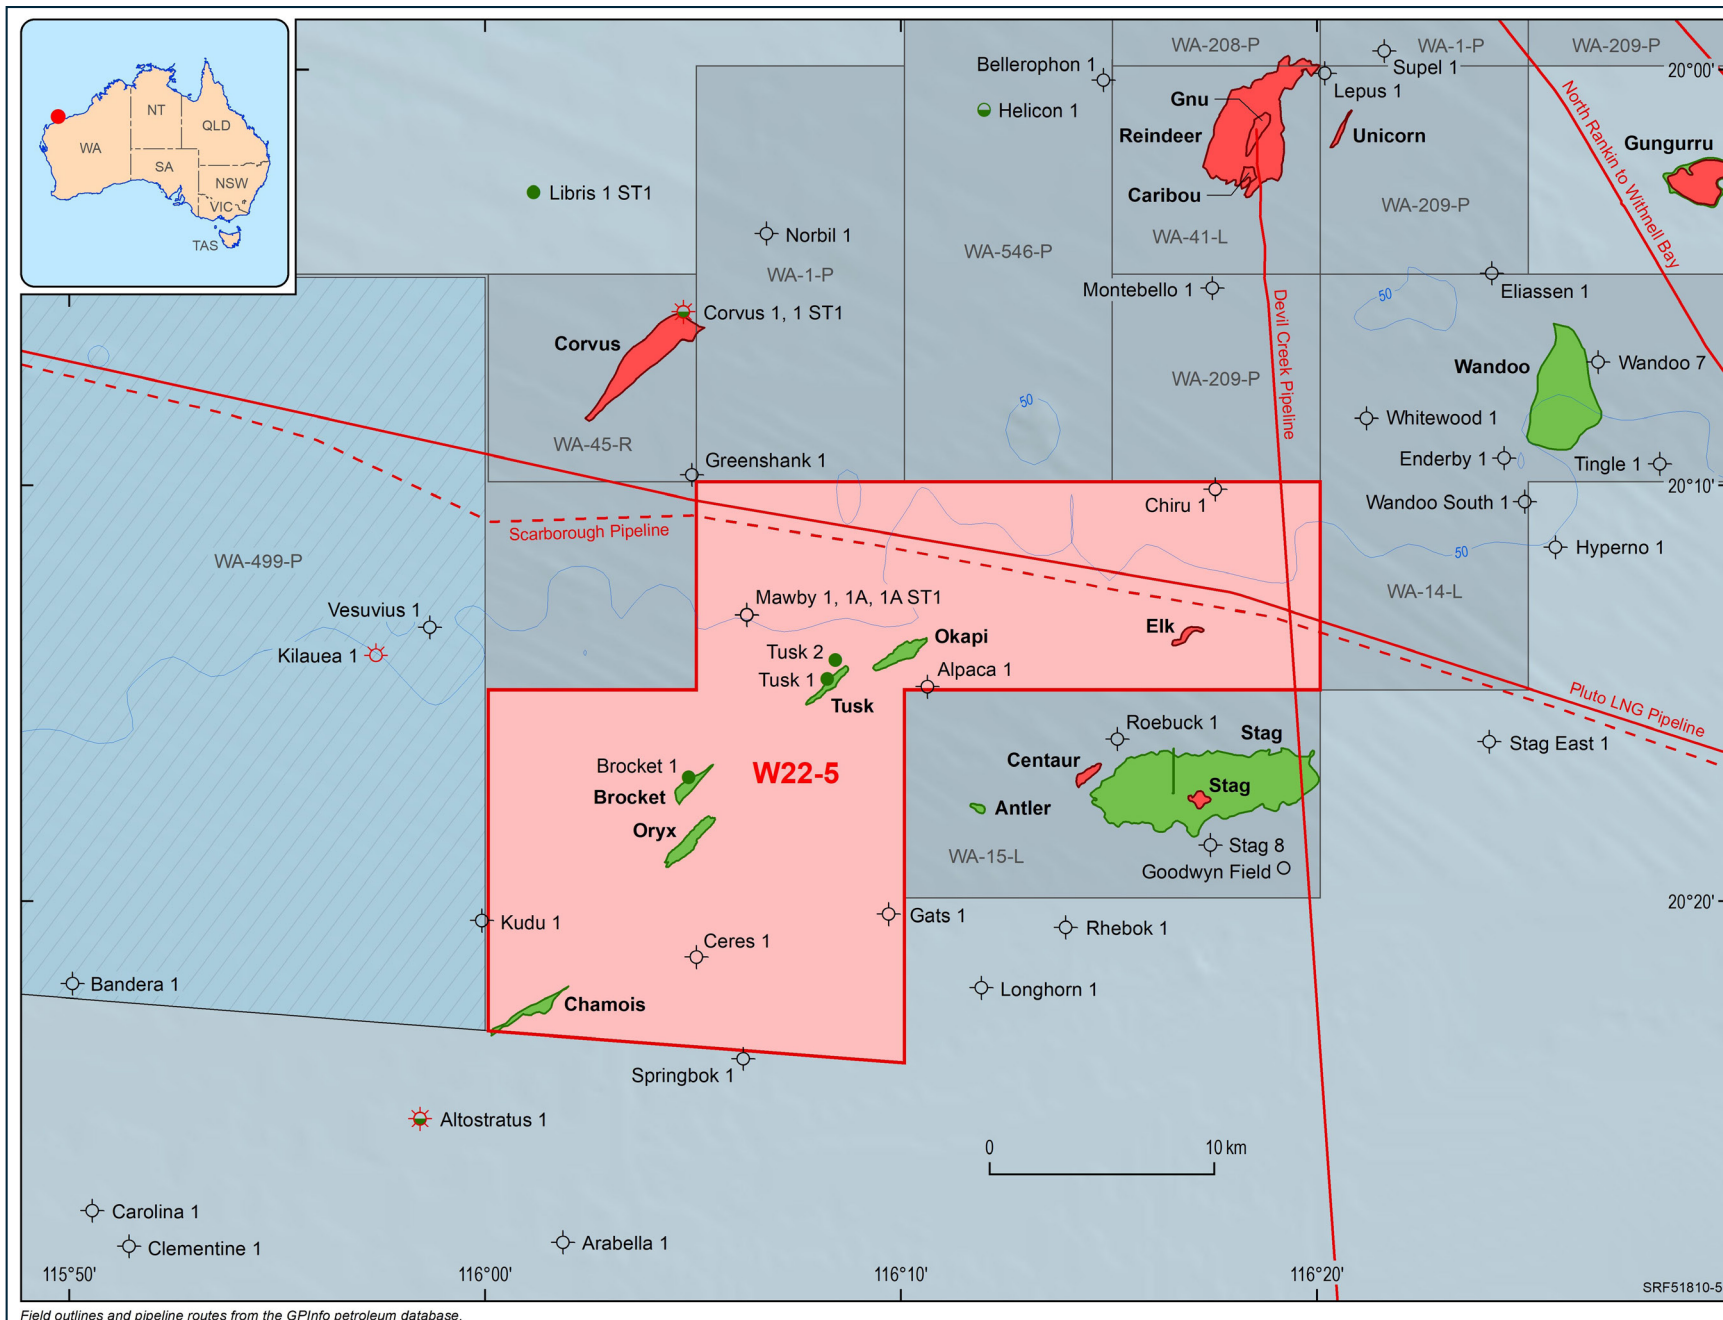 NT
QLD
WA
SA
NSW
VIC
TAS
WA-208-P
WA-1-P
WA-209-P
20°00'
Bellerophon 1
Supel 1
Lepus 1
Gnu
Helicon 1
Reindeer
Unicorn
Gungurru
North Rankin to Withnell Bay
Libris 1 ST1
Caribou
WA-209-P
Norbil 1
WA-41-L
WA-546-P
WA-1-P
Montebello 1
Eliassen 1
50
Corvus 1, 1 ST1
Corvus
Devil Creek Pipeline
Wandoo
Wandoo 7
WA-209-P
50
Whitewood 1
WA-45-R
Greenshank 1
Enderby 1
Tingle 1
20°10'
Chiru 1
Wandoo South 1
Scarborough Pipeline
Hyperno 1
50
WA-499-P
WA-14-L
Mawby 1, 1A, 1A ST1
Vesuvius 1
Elk
Okapi
Kilauea 1
Tusk 2
Alpaca 1
Tusk 1
Tusk
Pluto LNG Pipeline
Roebuck 1
Stag
Stag East 1
Centaur
Brocket 1
W22-5
Stag
Brocket
Antler
Oryx
Stag 8
WA-15-L
Goodwyn Field
20°20'
Kudu 1
Gats 1
Rhebok 1
Ceres 1
Bandera 1
Longhorn 1
Chamois
Springbok 1
Altostratus 1
0
10 km
Carolina 1
Clementine 1
Arabella 1
115°50'
116°00'
116°10'
116°20'
SRF51810-5
Field outlines and pipeline routes from the GPInfo petroleum database.